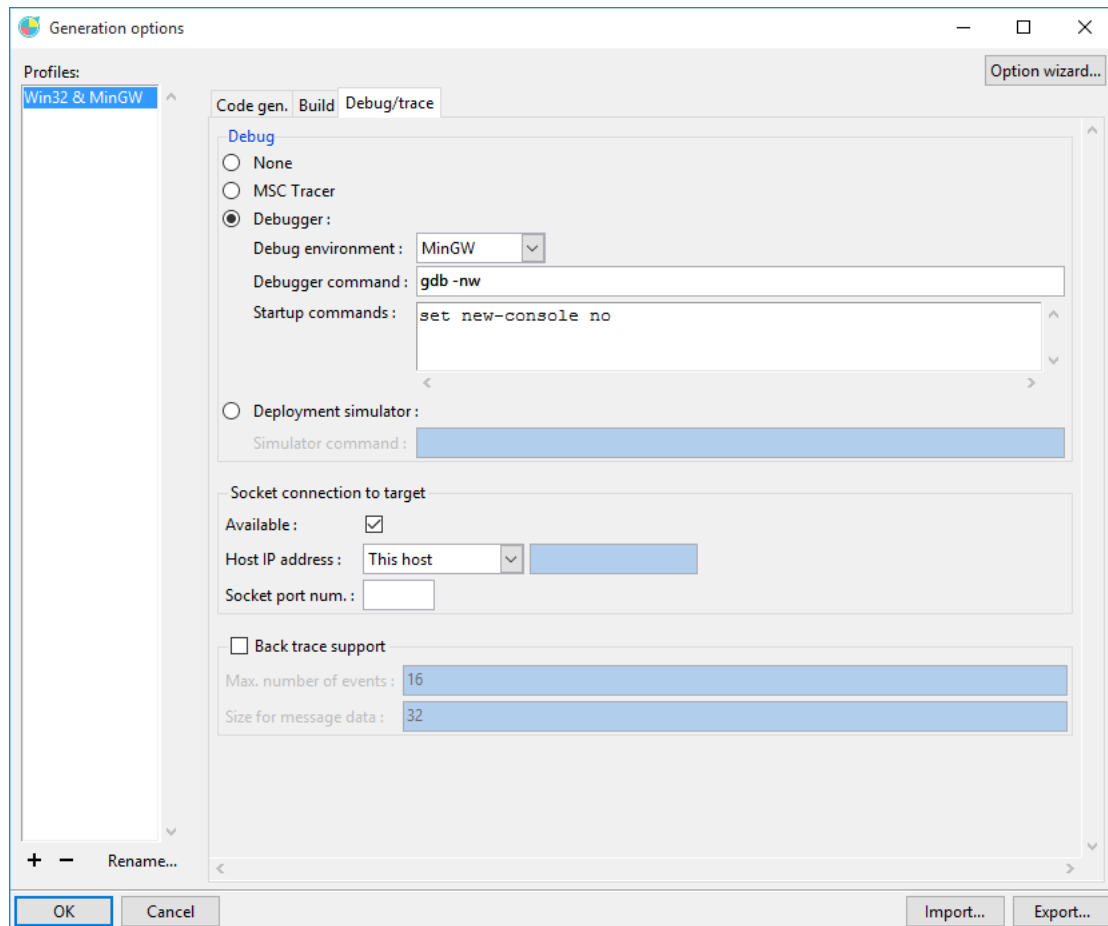 Generation options
Profiles:
Option wizard...
Win32 & MinGW
Code gen. Build Debug/trace
Debug
None
MSC Tracer
Debugger :
Debug environment : MinGW
Debugger command : gdb -nw
Startup commands : set new-console no
Deployment simulator :
Simulator command :
Socket connection to target
Available :
Host IP address : This host
Socket port num. :
Back trace support
Max. number of events : 16
Size for message data : 32
+ − Rename...
OK Cancel Import... Export...